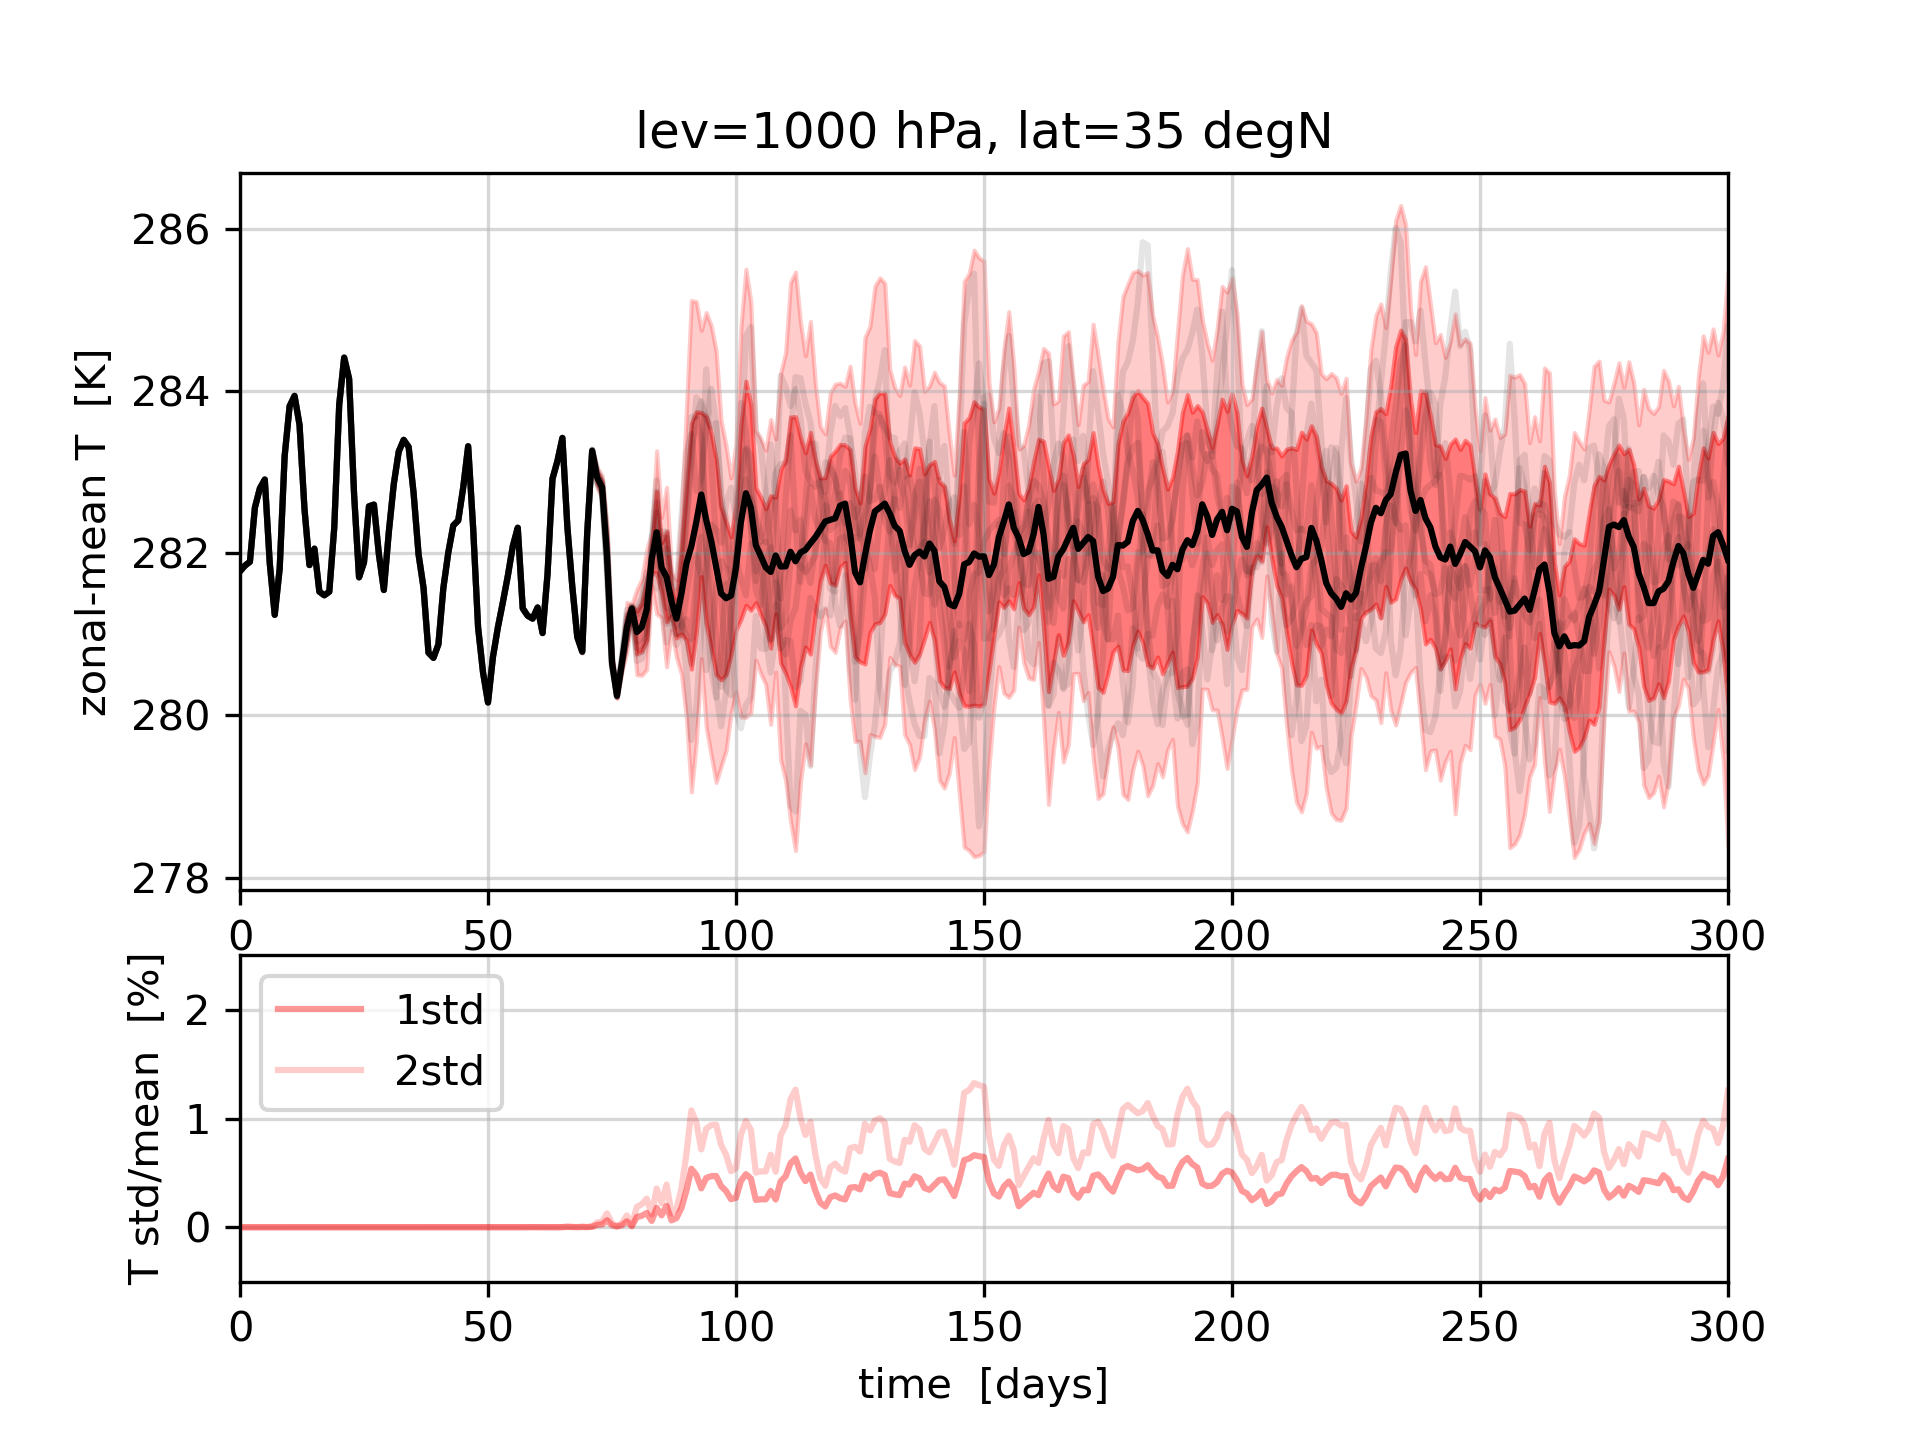 lev=1000 hPa, lat=35 degN
zonal-mean T  [K]
286
284
282
280
278
0 50 100 150 200 250 300
T std/mean  [%]
2
1
0
1std
2std
0 50 100 150 200 250 300
time  [days]